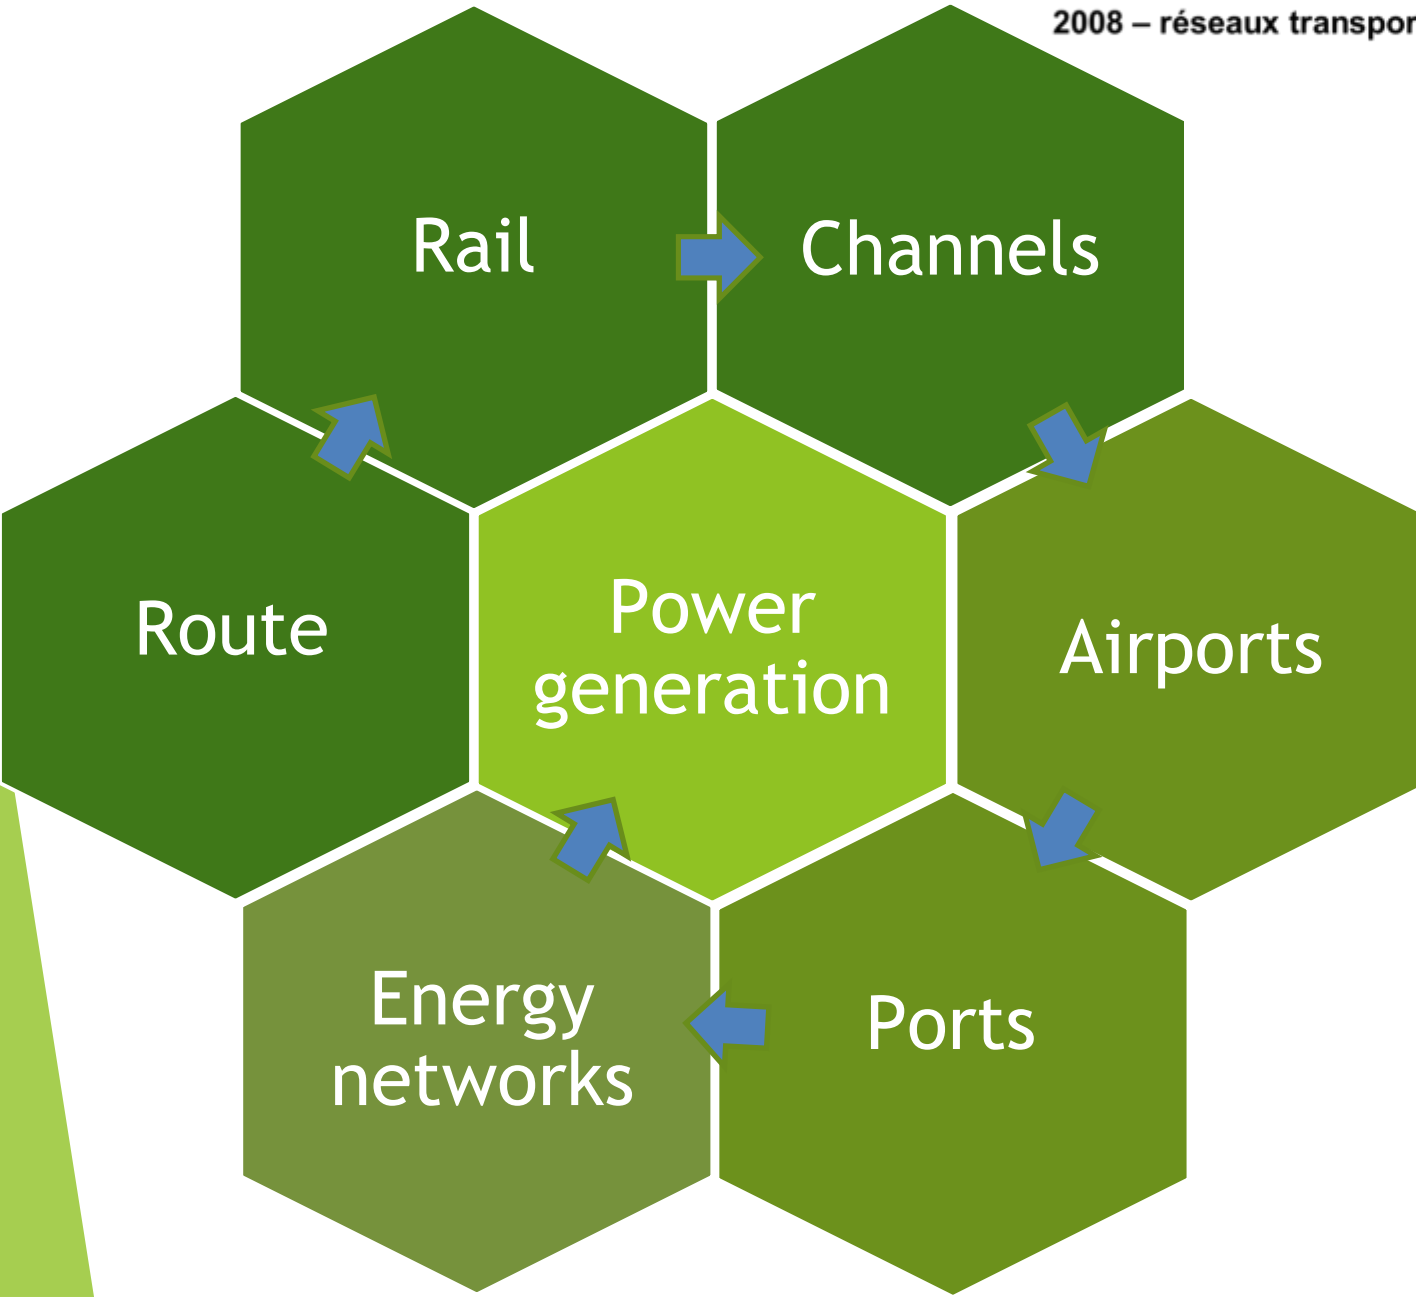 2008 – réseaux transpor
Rail
Channels
Route
Power
generation
Airports
Energy
networks
Ports